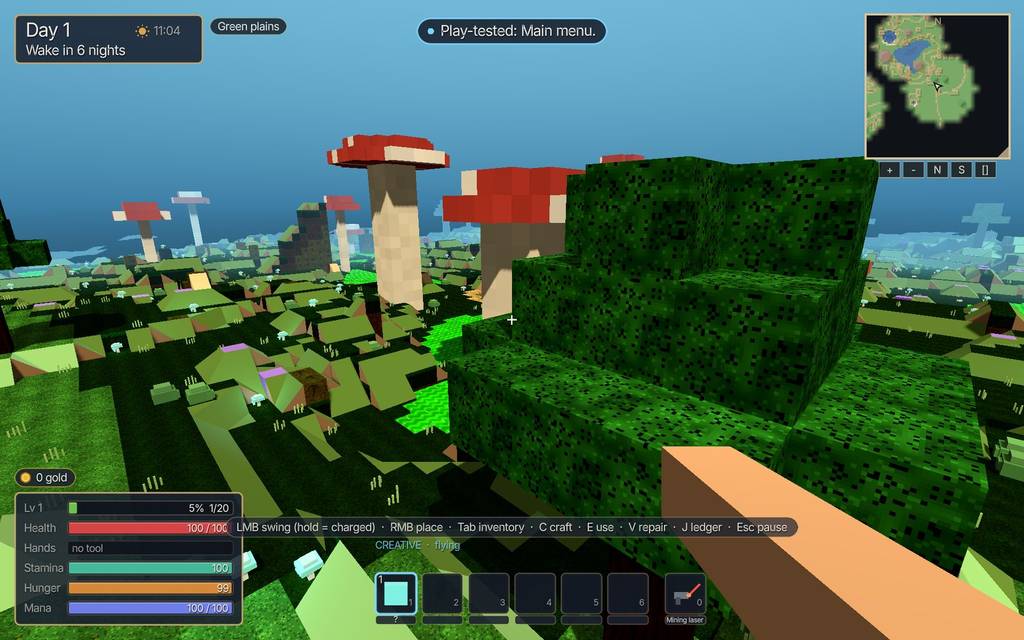 Day 1
11:04
Wake in 6 nights
Green plains
Play-tested: Main menu.
N
+ - N S []
0 gold
Lv 1 5% 1/20
Health 100 / 100
Hands no tool
Stamina 100
Hunger 99
Mana 100 / 100
LMB swing (hold = charged) · RMB place · Tab inventory · C craft · E use · V repair · J ledger · Esc pause
CREATIVE · flying
1 1 2 3 4 5 6 0
?
Mining laser